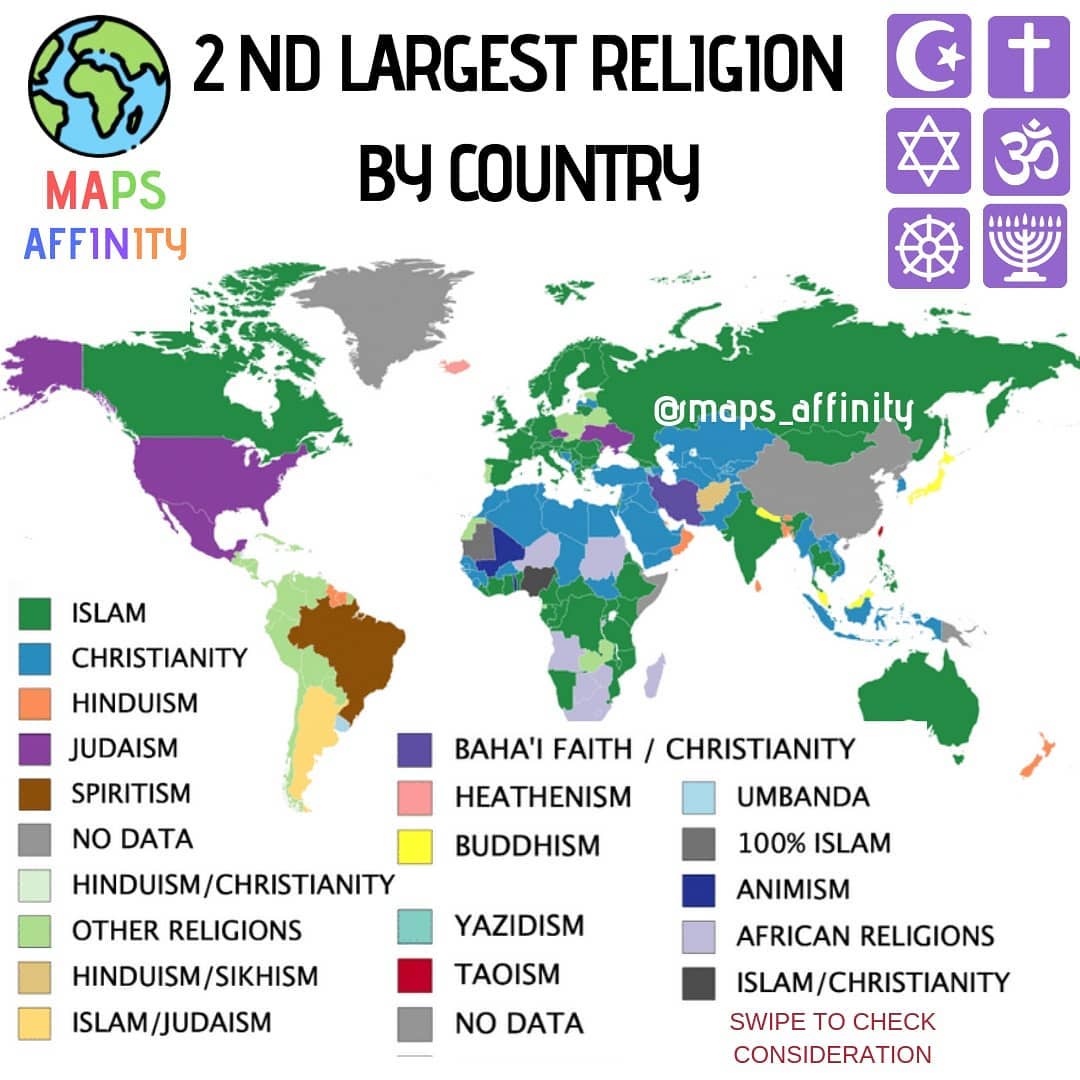 2 ND LARGEST RELIGION
BY COUNTRY
MAPS
AFFINITY
@maps_affinity
ISLAM
CHRISTIANITY
HINDUISM
JUDAISM
SPIRITISM
NO DATA
HINDUISM/CHRISTIANITY
OTHER RELIGIONS
HINDUISM/SIKHISM
ISLAM/JUDAISM
BAHA'I FAITH / CHRISTIANITY
HEATHENISM
BUDDHISM
YAZIDISM
TAOISM
NO DATA
UMBANDA
100% ISLAM
ANIMISM
AFRICAN RELIGIONS
ISLAM/CHRISTIANITY
SWIPE TO CHECK
CONSIDERATION